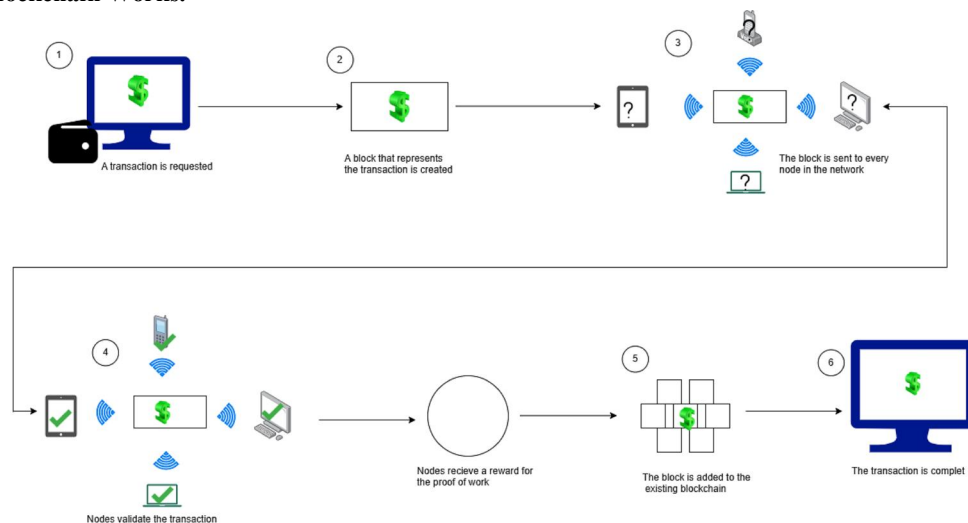 1
A transaction is requested
2
A block that represents
the transaction is created
3
?
?
?
?
The block is sent to every
node in the network
4
Nodes validate the transaction
Nodes recieve a reward for
the proof of work
5
The block is added to the
existing blockchain
6
The transaction is complet